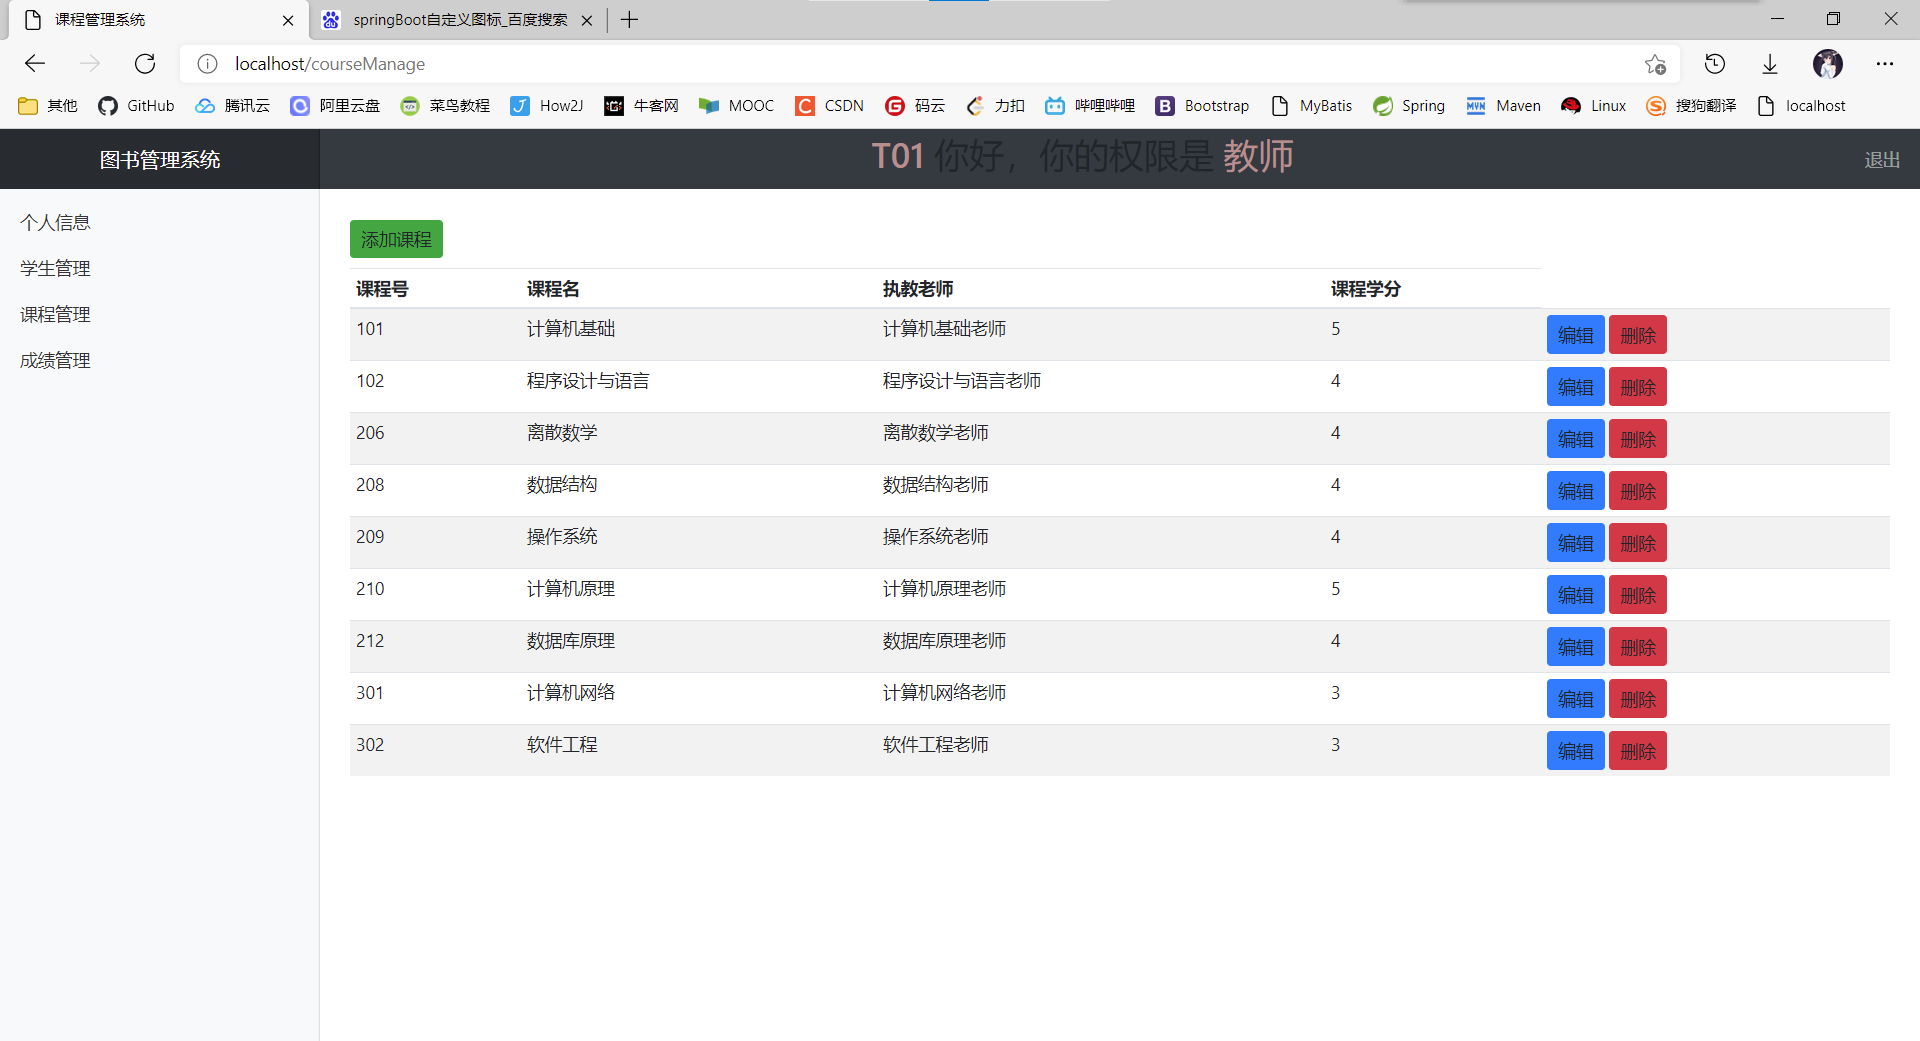 课程管理系统
springBoot自定义图标_百度搜索
localhost/courseManage
其他 GitHub 腾讯云 阿里云盘 菜鸟教程 How2J 牛客网 MOOC CSDN 码云 力扣 哔哩哔哩 Bootstrap MyBatis Spring Maven Linux 搜狗翻译 localhost
图书管理系统
T01 你好，你的权限是 教师
退出
个人信息
学生管理
课程管理
成绩管理
添加课程
课程号 课程名 执教老师 课程学分
101 计算机基础 计算机基础老师 5 编辑 删除
102 程序设计与语言 程序设计与语言老师 4 编辑 删除
206 离散数学 离散数学老师 4 编辑 删除
208 数据结构 数据结构老师 4 编辑 删除
209 操作系统 操作系统老师 4 编辑 删除
210 计算机原理 计算机原理老师 5 编辑 删除
212 数据库原理 数据库原理老师 4 编辑 删除
301 计算机网络 计算机网络老师 3 编辑 删除
302 软件工程 软件工程老师 3 编辑 删除